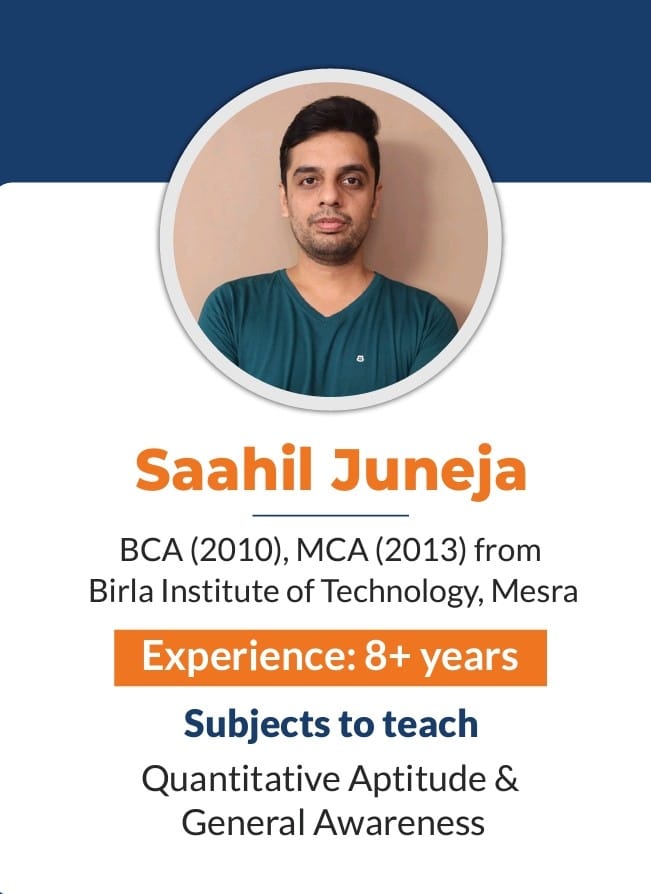 Saahil Juneja
BCA (2010), MCA (2013) from
Birla Institute of Technology, Mesra
Experience: 8+ years
Subjects to teach
Quantitative Aptitude &
General Awareness